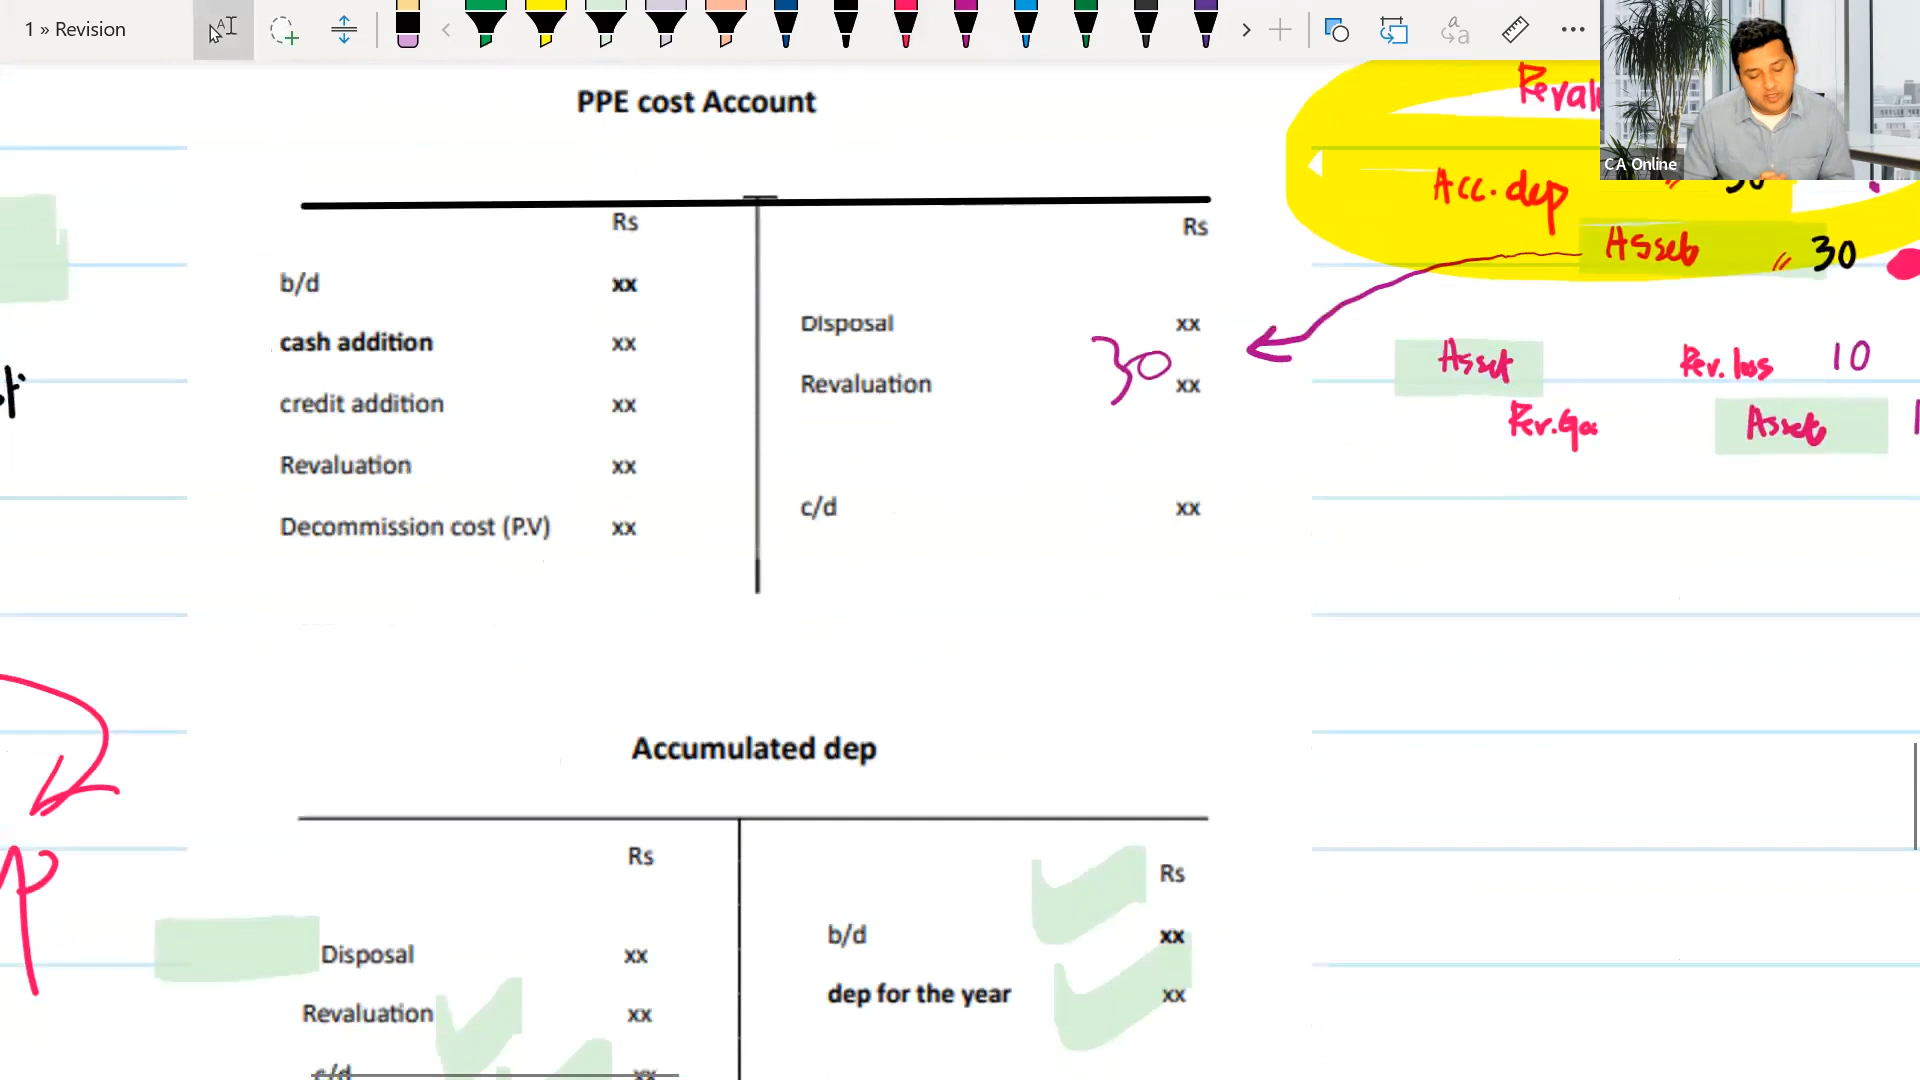 1 » Revision
PPE cost Account
Rs Rs
b/d xx
cash addition xx
credit addition xx
Revaluation xx
Decommission cost (P.V) xx
Disposal xx
Revaluation 30 xx
c/d xx
Accumulated dep
Rs Rs
Disposal xx
Revaluation xx
c/d xx
b/d xx
dep for the year xx
Acc. dep 〃 30
Asset 〃 30
Asset Rev. loss 10
Asset
CA Online